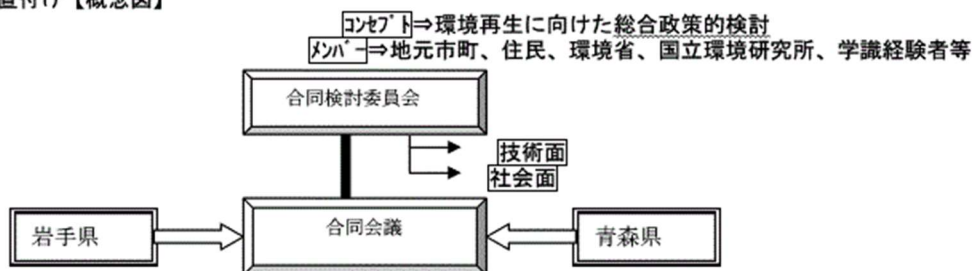 置付け【概念図】
ｺﾝｾﾌﾟﾄ⇒環境再生に向けた総合政策的検討
ﾒﾝﾊﾞｰ⇒地元市町、住民、環境省、国立環境研究所、学識経験者等
合同検討委員会
技術面
社会面
岩手県
合同会議
青森県